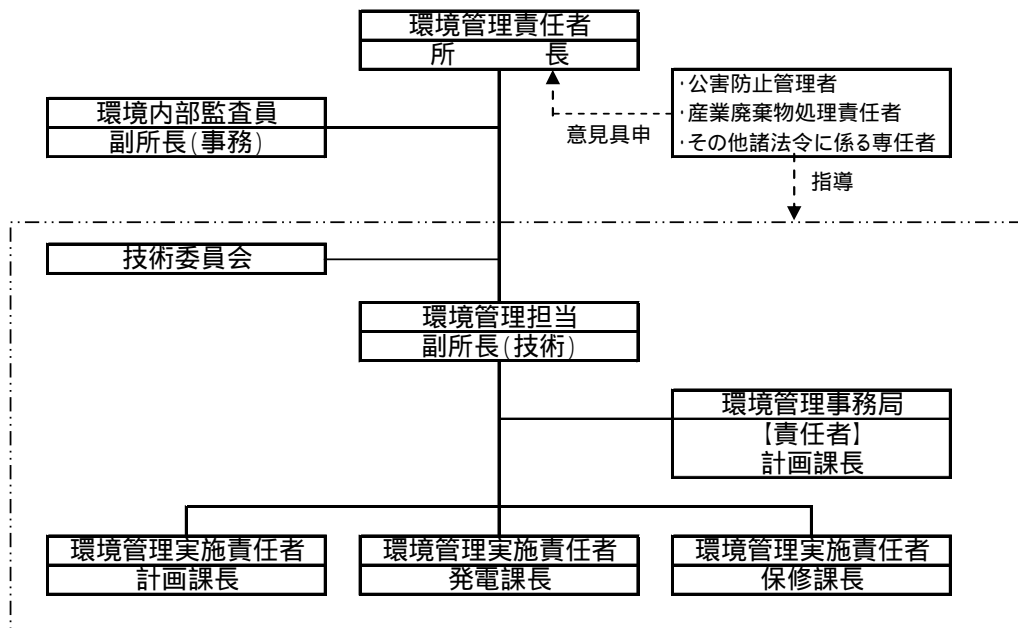 環境管理責任者
所 長
・公害防止管理者
・産業廃棄物処理責任者
・その他諸法令に係る専任者
環境内部監査員
副所長(事務)
意見具申
指導
技術委員会
環境管理担当
副所長(技術)
環境管理事務局
【責任者】
計画課長
環境管理実施責任者
計画課長
環境管理実施責任者
発電課長
環境管理実施責任者
保修課長